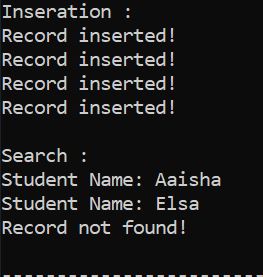 Inseration :
Record inserted!
Record inserted!
Record inserted!
Record inserted!
Search :
Student Name: Aaisha
Student Name: Elsa
Record not found!
--------------------------